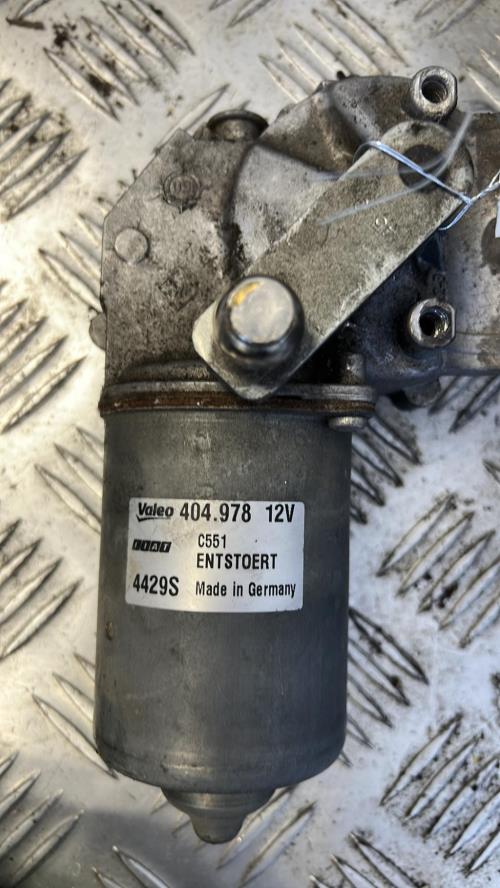 Valeo 404.978 12V
FIAT C551
ENTSTOERT
4429S Made in Germany